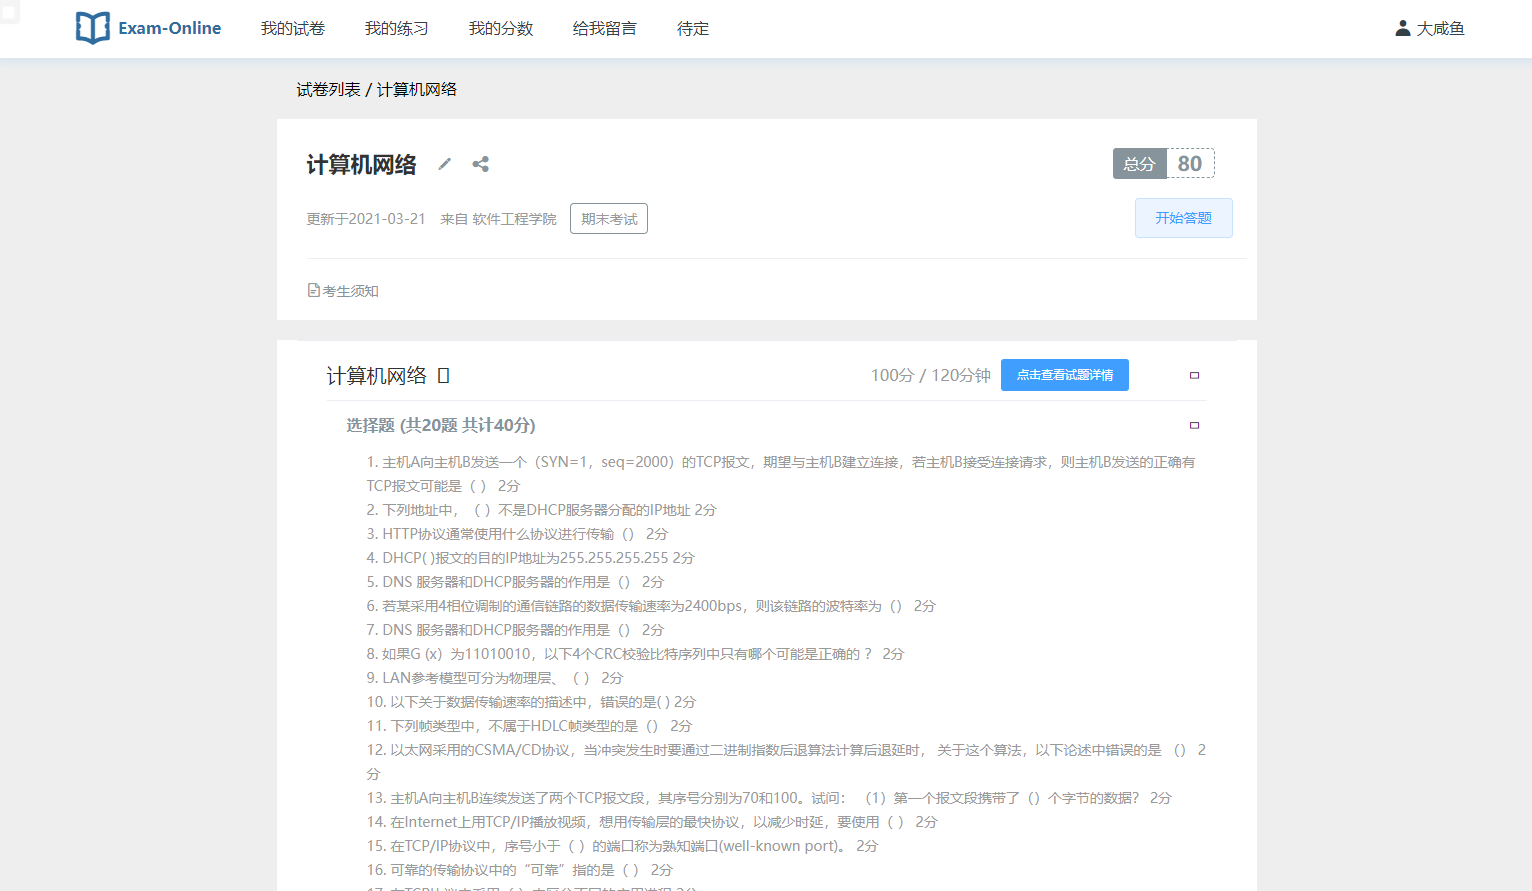 Exam-Online 我的试卷 我的练习 我的分数 给我留言 待定 大咸鱼
试卷列表 / 计算机网络
计算机网络 总分 80
更新于2021-03-21 来自 软件工程学院 期末考试 开始答题
考生须知
计算机网络 100分 / 120分钟 点击查看试题详情
选择题 (共20题 共计40分)
1. 主机A向主机B发送一个（SYN=1，seq=2000）的TCP报文，期望与主机B建立连接，若主机B接受连接请求，则主机B发送的正确有
TCP报文可能是（ ） 2分
2. 下列地址中，（ ）不是DHCP服务器分配的IP地址 2分
3. HTTP协议通常使用什么协议进行传输（） 2分
4. DHCP( )报文的目的IP地址为255.255.255.255 2分
5. DNS 服务器和DHCP服务器的作用是（） 2分
6. 若某采用4相位调制的通信链路的数据传输速率为2400bps，则该链路的波特率为（） 2分
7. DNS 服务器和DHCP服务器的作用是（） 2分
8. 如果G (x）为11010010，以下4个CRC校验比特序列中只有哪个可能是正确的 ？ 2分
9. LAN参考模型可分为物理层、（ ） 2分
10. 以下关于数据传输速率的描述中，错误的是( ) 2分
11. 下列帧类型中，不属于HDLC帧类型的是（） 2分
12. 以太网采用的CSMA/CD协议，当冲突发生时要通过二进制指数后退算法计算后退延时， 关于这个算法，以下论述中错误的是 （） 2
分
13. 主机A向主机B连续发送了两个TCP报文段，其序号分别为70和100。试问： （1）第一个报文段携带了（）个字节的数据？ 2分
14. 在Internet上用TCP/IP播放视频，想用传输层的最快协议，以减少时延，要使用（ ） 2分
15. 在TCP/IP协议中，序号小于（ ）的端口称为熟知端口(well-known port)。 2分
16. 可靠的传输协议中的“可靠”指的是（ ） 2分